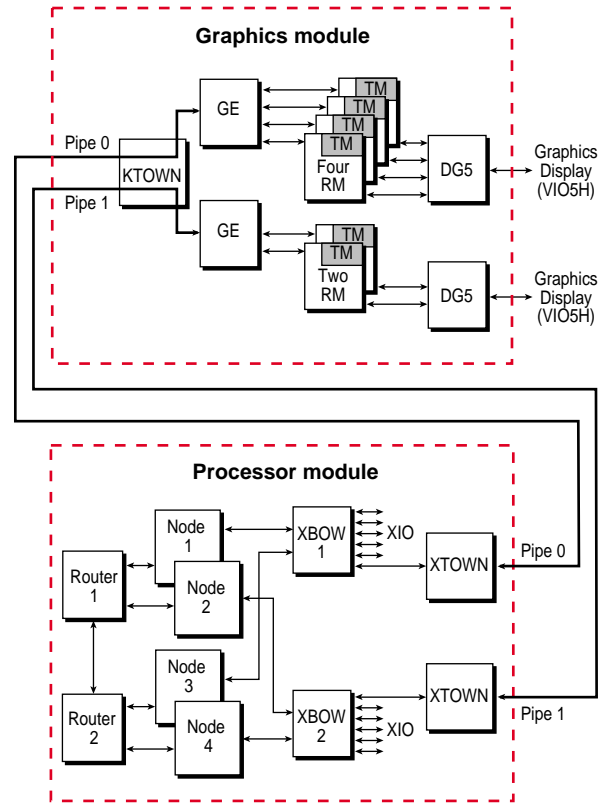 Graphics module
TM
TM
TM
TM
GE
Four
RM
DG5
Graphics
Display
(VIO5H)
Pipe 0
KTOWN
Pipe 1
GE
TM
TM
Two
RM
DG5
Graphics
Display
(VIO5H)
Processor module
Node
1
XBOW
1
XIO
XTOWN
Pipe 0
Router
1
Node
2
Node
3
XTOWN
Pipe 1
Router
2
Node
4
XBOW
2
XIO